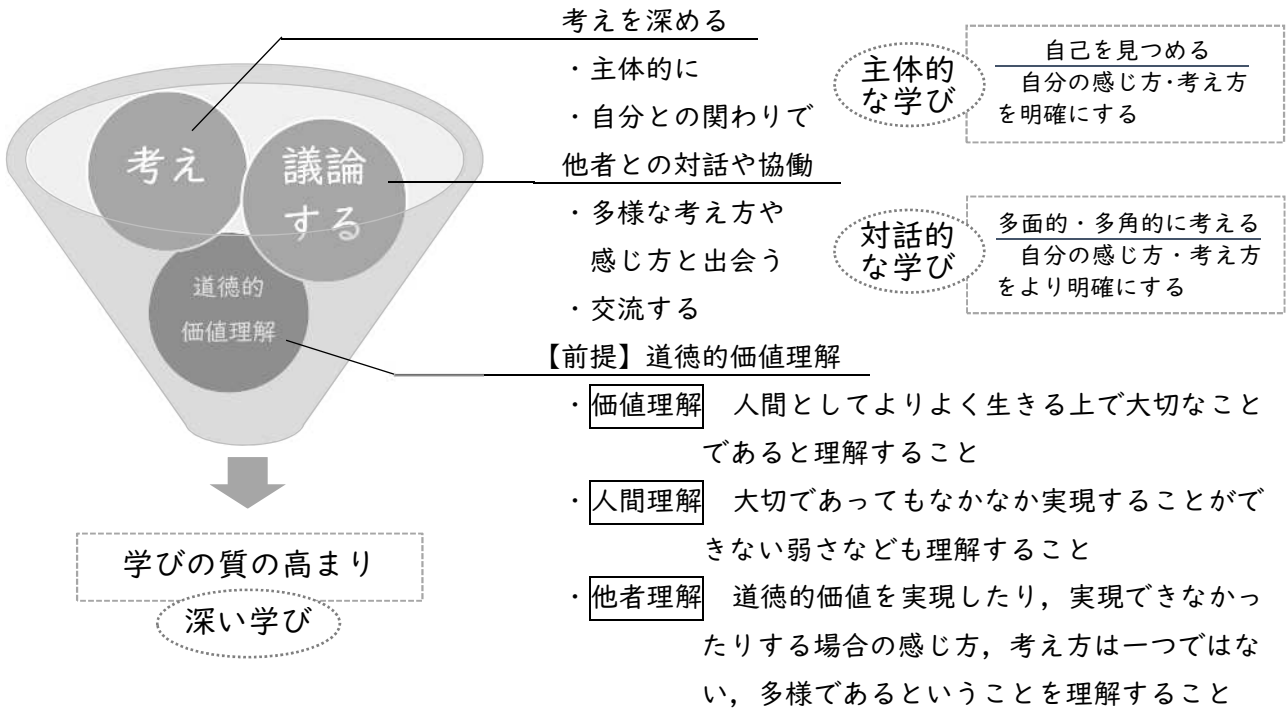 考えを深める
・主体的に
・自分との関わりで
主体的
な学び
自己を見つめる
自分の感じ方・考え方
を明確にする
考え
議論
する
道徳的
価値理解
他者との対話や協働
・多様な考え方や
感じ方と出会う
・交流する
対話的
な学び
多面的・多角的に考える
自分の感じ方・考え方
をより明確にする
【前提】道徳的価値理解
・価値理解　人間としてよりよく生きる上で大切なこと
であると理解すること
・人間理解　大切であってもなかなか実現することがで
きない弱さなども理解すること
・他者理解　道徳的価値を実現したり，実現できなかっ
たりする場合の感じ方，考え方は一つではな
い，多様であるということを理解すること
学びの質の高まり
深い学び